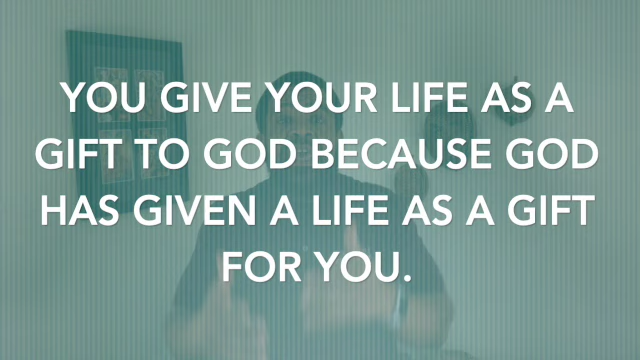 YOU GIVE YOUR LIFE AS A
GIFT TO GOD BECAUSE GOD
HAS GIVEN A LIFE AS A GIFT
FOR YOU.